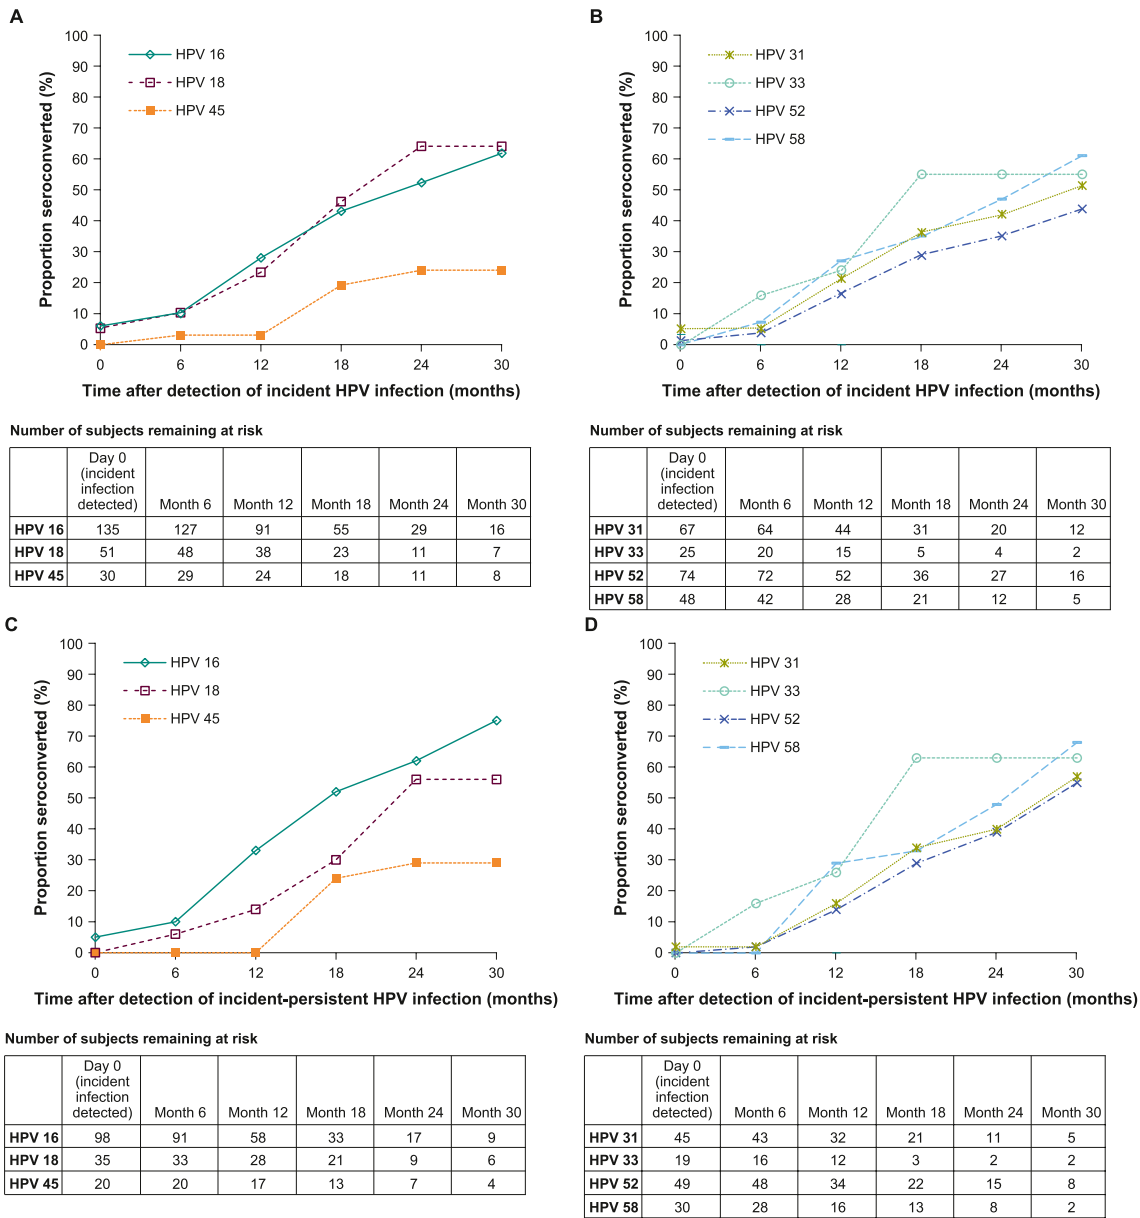 A
100
90
80
70
60
50
40
30
20
10
0
Proportion seroconverted (%)
HPV 16
HPV 18
HPV 45
0 6 12 18 24 30
Time after detection of incident HPV infection (months)
Number of subjects remaining at risk
Day 0
(incident
infection
detected) Month 6 Month 12 Month 18 Month 24 Month 30
HPV 16 135 127 91 55 29 16
HPV 18 51 48 38 23 11 7
HPV 45 30 29 24 18 11 8
B
100
90
80
70
60
50
40
30
20
10
0
Proportion seroconverted (%)
HPV 31
HPV 33
HPV 52
HPV 58
0 6 12 18 24 30
Time after detection of incident HPV infection (months)
Number of subjects remaining at risk
Day 0
(incident
infection
detected) Month 6 Month 12 Month 18 Month 24 Month 30
HPV 31 67 64 44 31 20 12
HPV 33 25 20 15 5 4 2
HPV 52 74 72 52 36 27 16
HPV 58 48 42 28 21 12 5
C
100
90
80
70
60
50
40
30
20
10
0
Proportion seroconverted (%)
HPV 16
HPV 18
HPV 45
0 6 12 18 24 30
Time after detection of incident-persistent HPV infection (months)
Number of subjects remaining at risk
Day 0
(incident
infection
detected) Month 6 Month 12 Month 18 Month 24 Month 30
HPV 16 98 91 58 33 17 9
HPV 18 35 33 28 21 9 6
HPV 45 20 20 17 13 7 4
D
100
90
80
70
60
50
40
30
20
10
0
Proportion seroconverted (%)
HPV 31
HPV 33
HPV 52
HPV 58
0 6 12 18 24 30
Time after detection of incident-persistent HPV infection (months)
Number of subjects remaining at risk
Day 0
(incident
infection
detected) Month 6 Month 12 Month 18 Month 24 Month 30
HPV 31 45 43 32 21 11 5
HPV 33 19 16 12 3 2 2
HPV 52 49 48 34 22 15 8
HPV 58 30 28 16 13 8 2